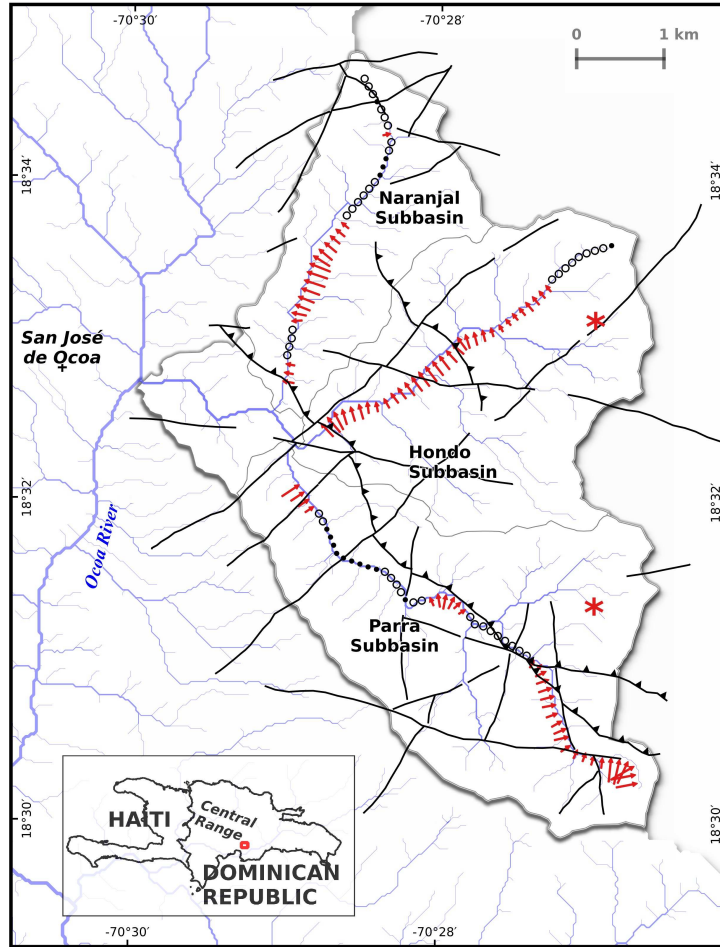 -70°30′
-70°28′
0
1 km
18°34′
18°34′
Naranjal
Subbasin
San José
de Ocoa
Hondo
Subbasin
18°32′
18°32′
Ocoa River
Parra
Subbasin
HAITI
Central
Range
DOMINICAN
REPUBLIC
18°30′
18°30′
-70°30′
-70°28′